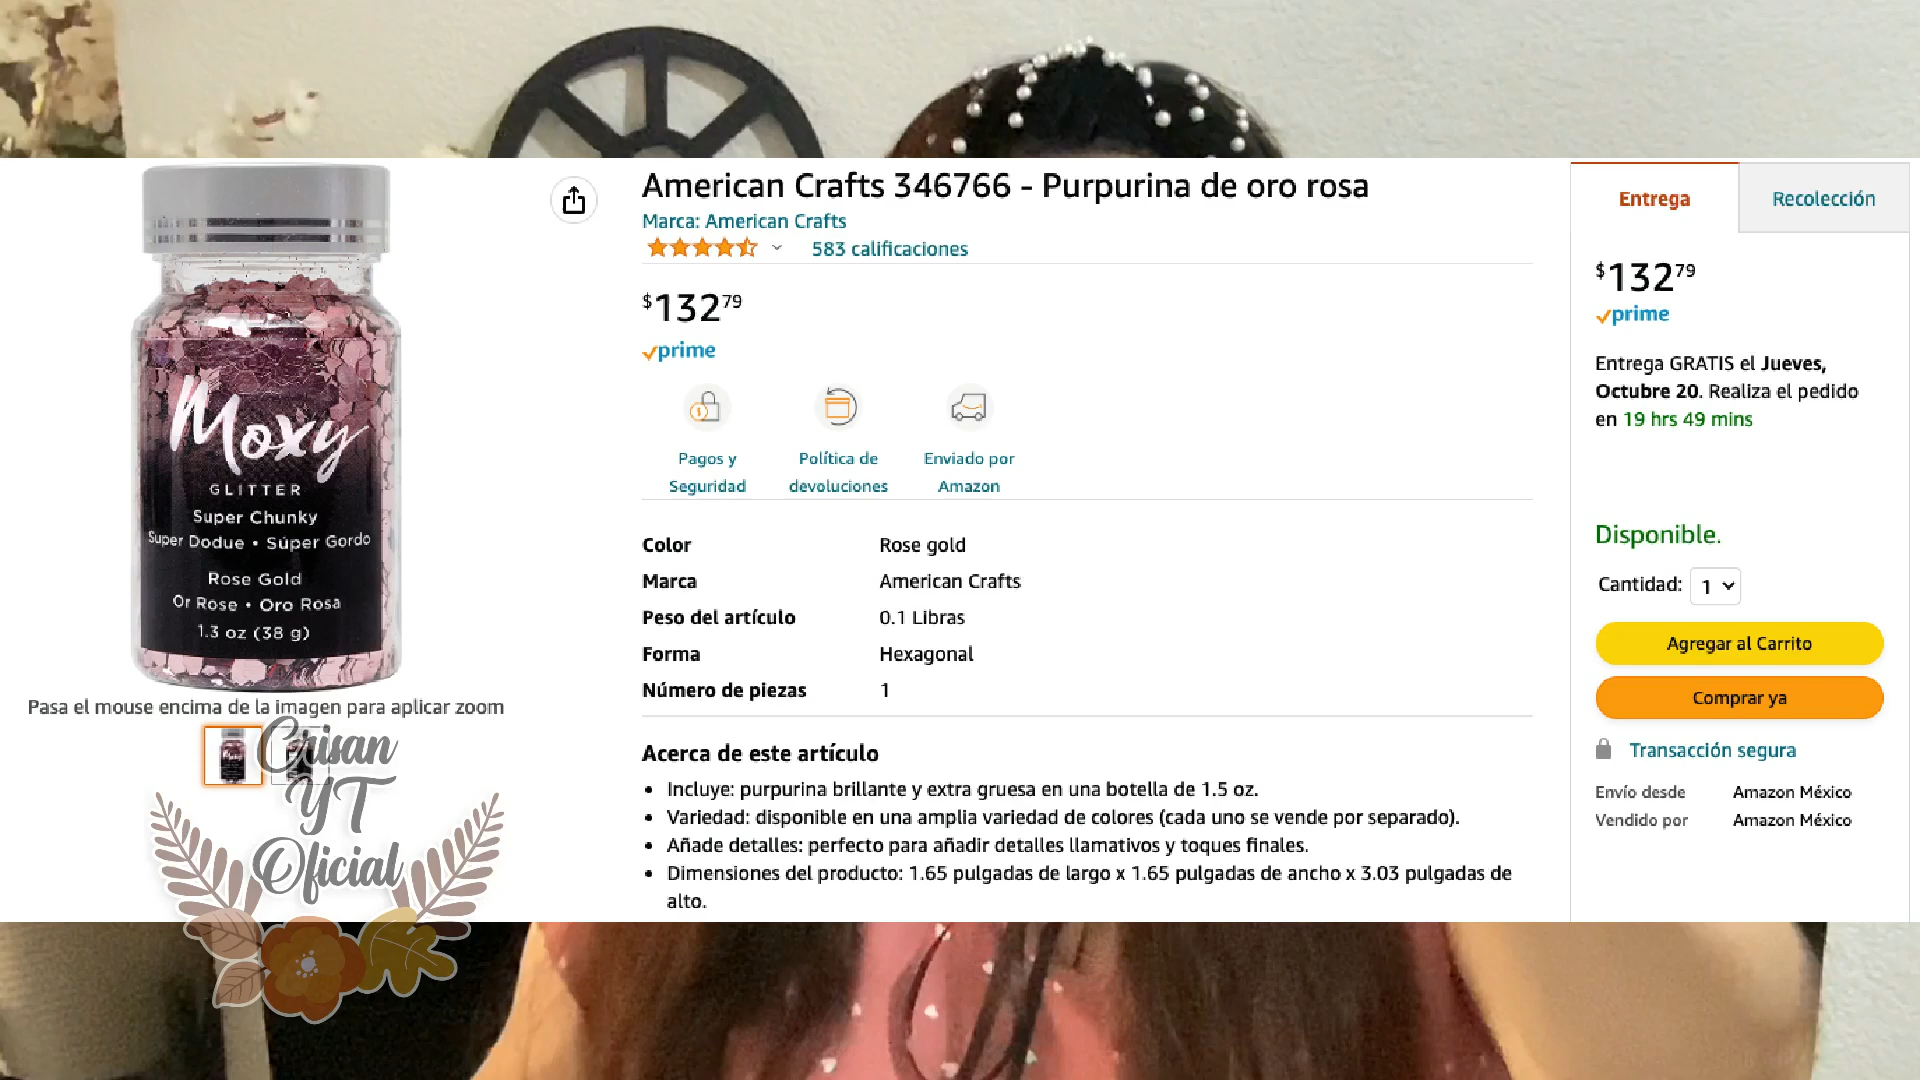 American Crafts 346766 - Purpurina de oro rosa
Marca: American Crafts
583 calificaciones
$132⁷⁹
prime
Pagos y
Seguridad
Política de
devoluciones
Enviado por
Amazon
Color Rose gold
Marca American Crafts
Peso del artículo 0.1 Libras
Forma Hexagonal
Número de piezas 1
Acerca de este artículo
• Incluye: purpurina brillante y extra gruesa en una botella de 1.5 oz.
• Variedad: disponible en una amplia variedad de colores (cada uno se vende por separado).
• Añade detalles: perfecto para añadir detalles llamativos y toques finales.
• Dimensiones del producto: 1.65 pulgadas de largo x 1.65 pulgadas de ancho x 3.03 pulgadas de
alto.
Moxy
GLITTER
Super Chunky
Super Dodue • Súper Gordo
Rose Gold
Or Rose • Oro Rosa
1.3 oz (38 g)
Pasa el mouse encima de la imagen para aplicar zoom
Crisan
YT
Oficial
Entrega
Recolección
$132⁷⁹
prime
Entrega GRATIS el Jueves,
Octubre 20. Realiza el pedido
en 19 hrs 49 mins
Disponible.
Cantidad: 1
Agregar al Carrito
Comprar ya
Transacción segura
Envío desde Amazon México
Vendido por Amazon México